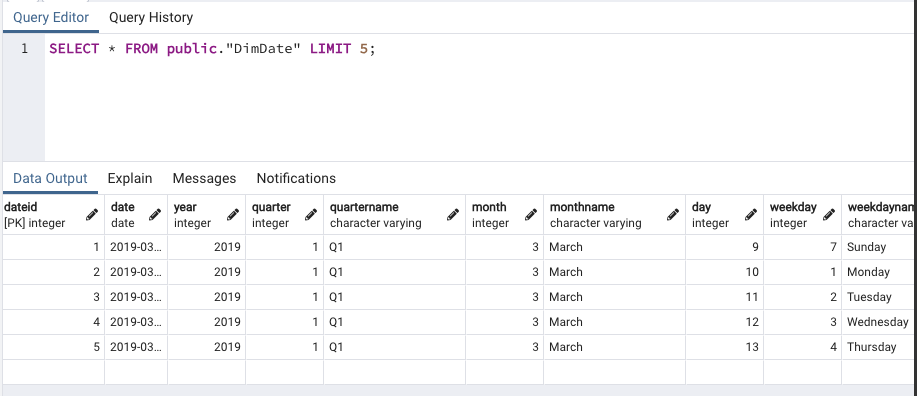 Query Editor Query History
1 SELECT * FROM public."DimDate" LIMIT 5;
Data Output Explain Messages Notifications
dateid date year quarter quartername month monthname day weekday weekdaynam
[PK] integer date integer integer character varying integer character varying integer integer character va
1 2019-03... 2019 1 Q1 3 March 9 7 Sunday
2 2019-03... 2019 1 Q1 3 March 10 1 Monday
3 2019-03... 2019 1 Q1 3 March 11 2 Tuesday
4 2019-03... 2019 1 Q1 3 March 12 3 Wednesday
5 2019-03... 2019 1 Q1 3 March 13 4 Thursday